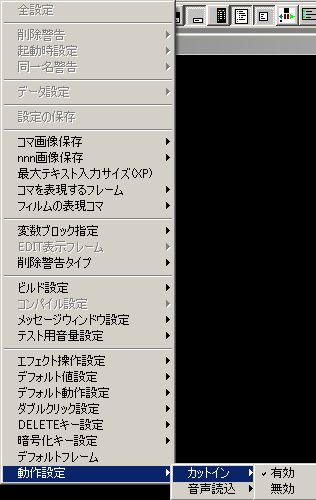 全設定
削除警告
起動時設定
同一名警告
データ設定
設定の保存
コマ画像保存
nnn画像保存
最大テキスト入力サイズ(XP)
コマを表現するフレーム
フィルムの表現コマ
変数ブロック指定
EDIT表示フレーム
削除警告タイプ
ビルド設定
コンパイル設定
メッセージウィンドウ設定
テスト用音量設定
エフェクト操作設定
デフォルト値設定
デフォルト動作設定
ダブルクリック設定
DELETEキー設定
暗号化キー設定
デフォルトフレーム
動作設定
カットイン
音声読込
有効
無効